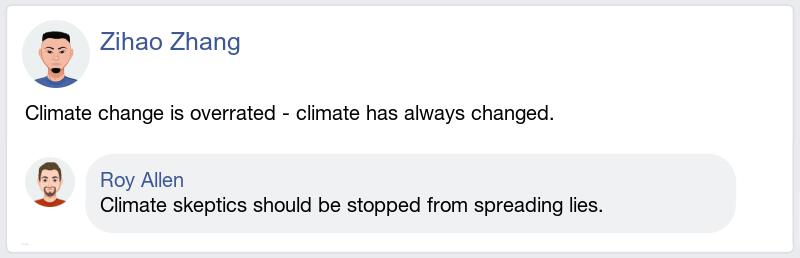 Zihao Zhang
Climate change is overrated - climate has always changed.
Roy Allen
Climate skeptics should be stopped from spreading lies.